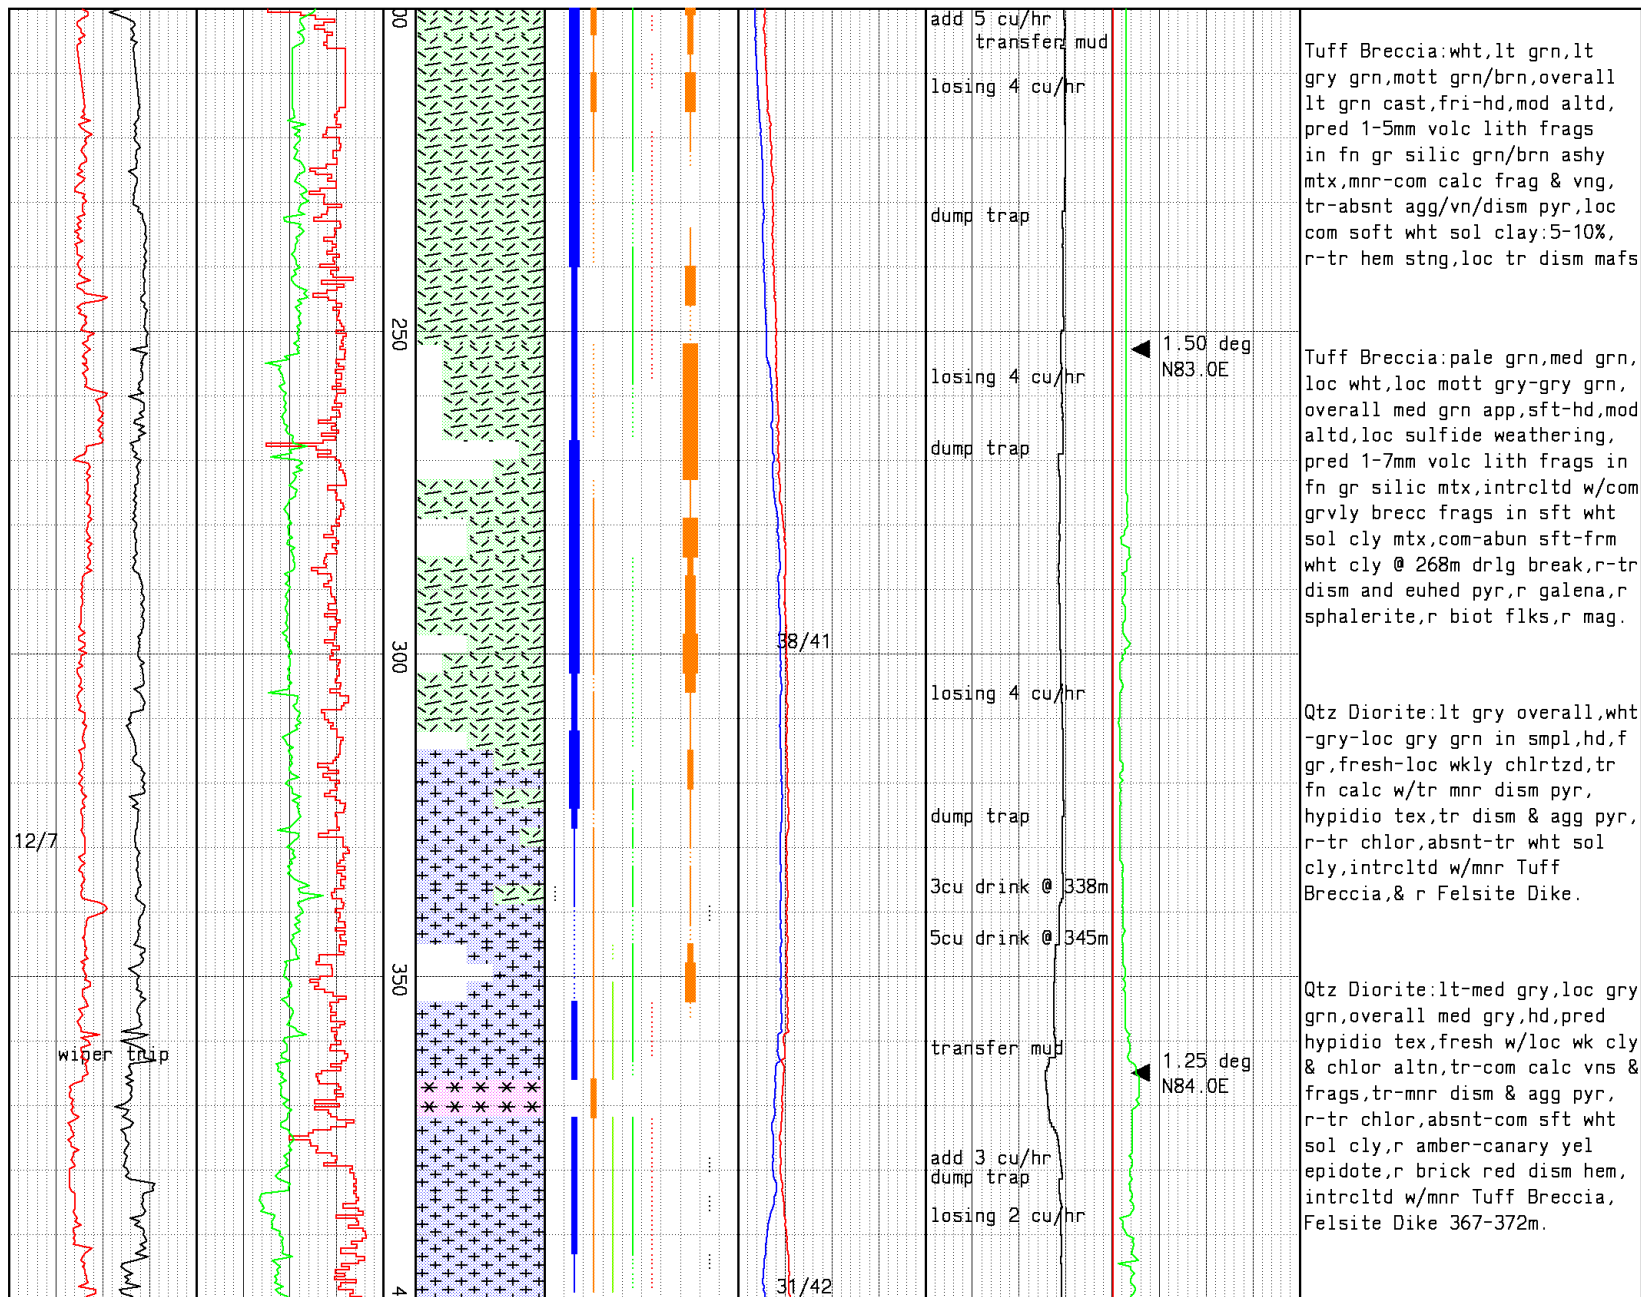 00
250
300
350
4
12/7
wiper trip
38/41
31/42
add 5 cu/hr
transfer mud
losing 4 cu/hr
dump trap
losing 4 cu/hr
dump trap
losing 4 cu/hr
dump trap
3cu drink @ 338m
5cu drink @ 345m
transfer mud
add 3 cu/hr
dump trap
losing 2 cu/hr
1.50 deg
N83.0E
1.25 deg
N84.0E
Tuff Breccia:wht,lt grn,lt
gry grn,mott grn/brn,overall
lt grn cast,fri-hd,mod altd,
pred 1-5mm volc lith frags
in fn gr silic grn/brn ashy
mtx,mnr-com calc frag & vng,
tr-absnt agg/vn/dism pyr,loc
com soft wht sol clay:5-10%,
r-tr hem stng,loc tr dism mafs
Tuff Breccia:pale grn,med grn,
loc wht,loc mott gry-gry grn,
overall med grn app,sft-hd,mod
altd,loc sulfide weathering,
pred 1-7mm volc lith frags in
fn gr silic mtx,intrcltd w/com
grvly brecc frags in sft wht
sol cly mtx,com-abun sft-frm
wht cly @ 268m drlg break,r-tr
dism and euhed pyr,r galena,r
sphalerite,r biot flks,r mag.
Qtz Diorite:lt gry overall,wht
-gry-loc gry grn in smpl,hd,f
gr,fresh-loc wkly chlrtzd,tr
fn calc w/tr mnr dism pyr,
hypidio tex,tr dism & agg pyr,
r-tr chlor,absnt-tr wht sol
cly,intrcltd w/mnr Tuff
Breccia,& r Felsite Dike.
Qtz Diorite:lt-med gry,loc gry
grn,overall med gry,hd,pred
hypidio tex,fresh w/loc wk cly
& chlor altn,tr-com calc vns &
frags,tr-mnr dism & agg pyr,
r-tr chlor,absnt-com sft wht
sol cly,r amber-canary yel
epidote,r brick red dism hem,
intrcltd w/mnr Tuff Breccia,
Felsite Dike 367-372m.